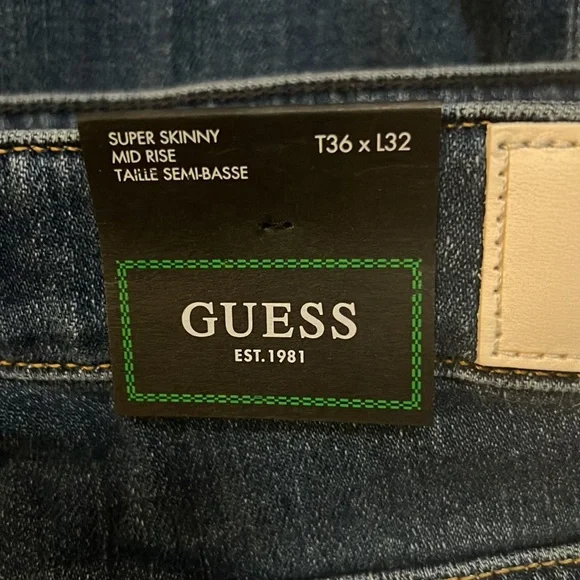 SUPER SKINNY
MID RISE
TAILLE SEMI-BASSE
T36 x L32
GUESS
EST. 1981